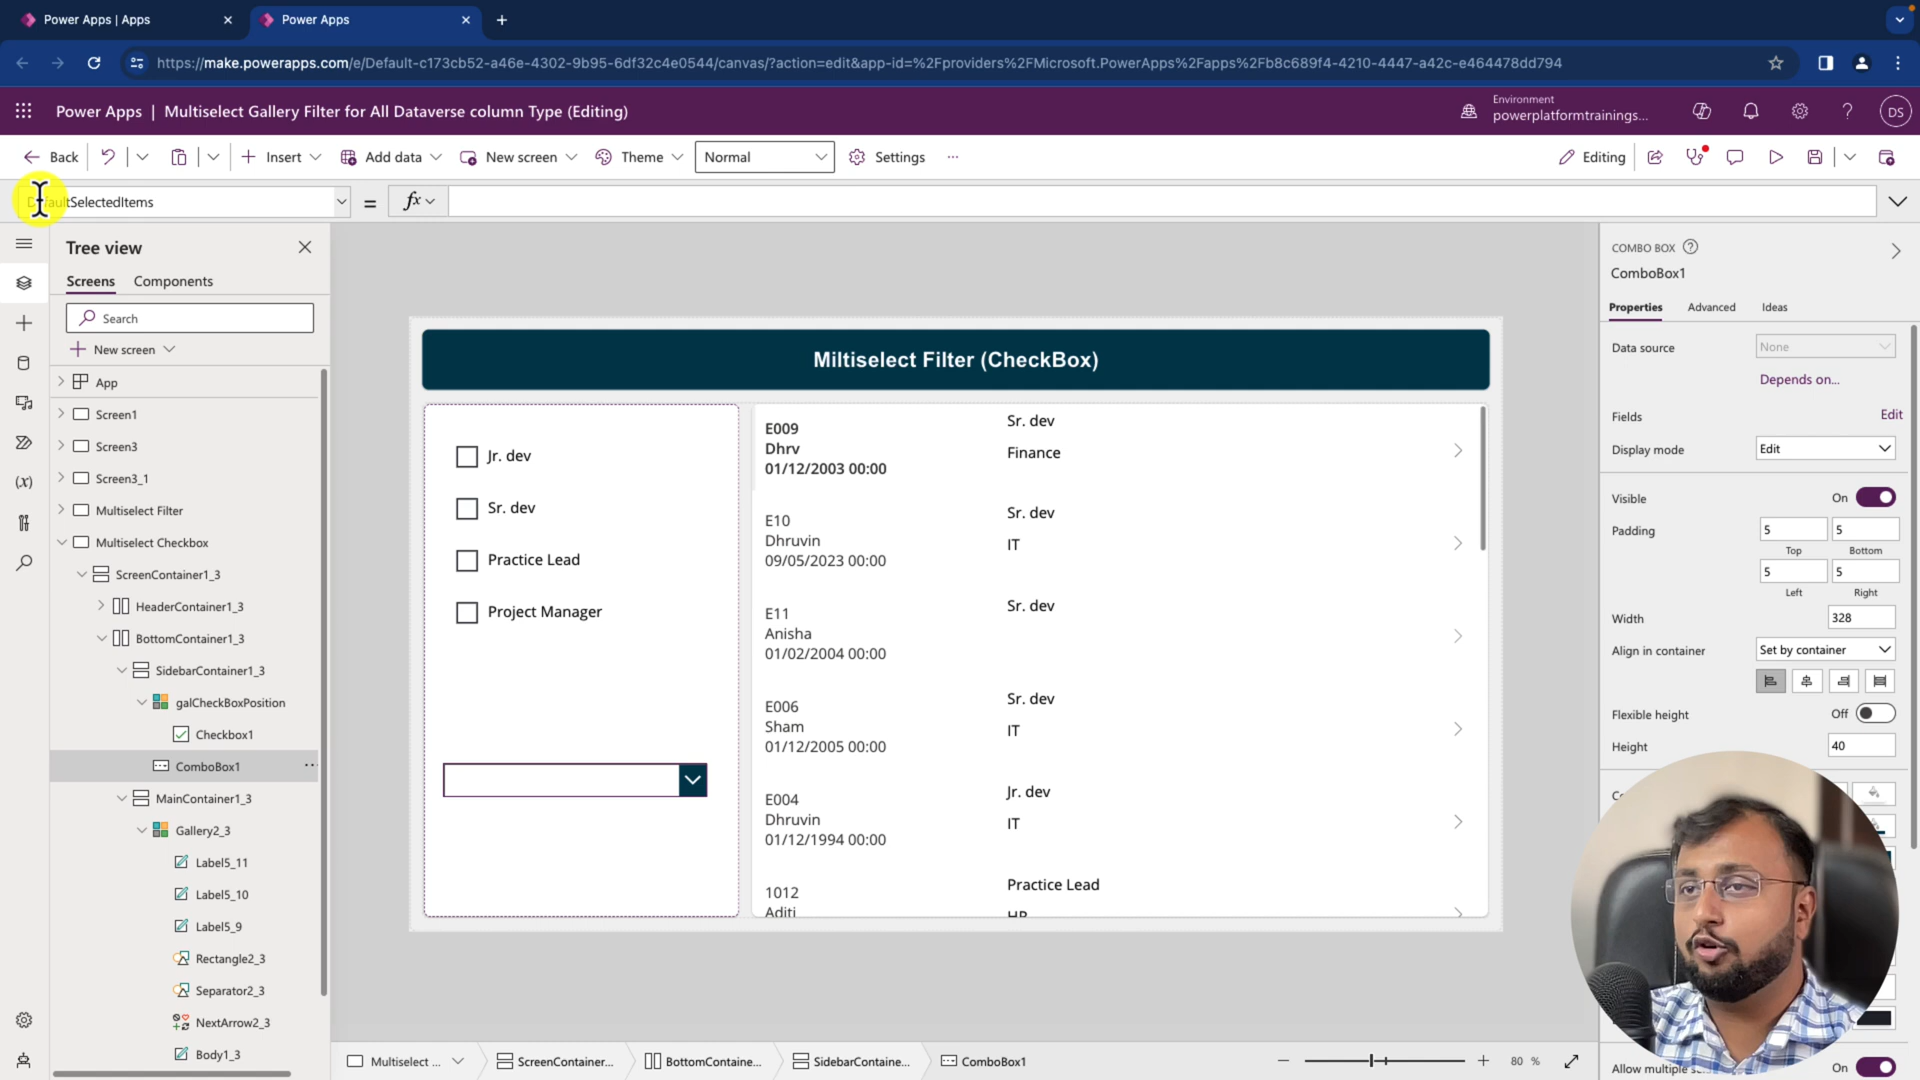 Power Apps | Apps
Power Apps
https://make.powerapps.com/e/Default-c173cb52-a46e-4302-9b95-6df32c4e0544/canvas/?action=edit&app-id=%2Fproviders%2FMicrosoft.PowerApps%2Fapps%2Fb8c689f4-4210-4447-a42c-e464478dd794
Power Apps | Multiselect Gallery Filter for All Dataverse column Type (Editing)
Environment
powerplatformtrainings...
DS
Back
Insert
Add data
New screen
Theme
Normal
Settings
...
Editing
DefaultSelectedItems
=
fx
Tree view
Screens
Components
Search
New screen
App
Screen1
Screen3
Screen3_1
Multiselect Filter
Multiselect Checkbox
ScreenContainer1_3
HeaderContainer1_3
BottomContainer1_3
SidebarContainer1_3
galCheckBoxPosition
Checkbox1
ComboBox1
...
MainContainer1_3
Gallery2_3
Label5_11
Label5_10
Label5_9
Rectangle2_3
Separator2_3
NextArrow2_3
Body1_3
Miltiselect Filter (CheckBox)
Jr. dev
Sr. dev
Practice Lead
Project Manager
E009
Dhrv
01/12/2003 00:00
Sr. dev
Finance
E10
Dhruvin
09/05/2023 00:00
Sr. dev
IT
E11
Anisha
01/02/2004 00:00
Sr. dev
E006
Sham
01/12/2005 00:00
Sr. dev
IT
E004
Dhruvin
01/12/1994 00:00
Jr. dev
IT
1012
Aditi
Practice Lead
HR
COMBO BOX
ComboBox1
Properties
Advanced
Ideas
Data source
None
Depends on...
Fields
Edit
Display mode
Edit
Visible
On
Padding
5
5
Top
Bottom
5
5
Left
Right
Width
328
Align in container
Set by container
Flexible height
Off
Height
40
Allow multiple s...
On
Multiselect ...
ScreenContainer...
BottomContaine...
SidebarContaine...
ComboBox1
80 %